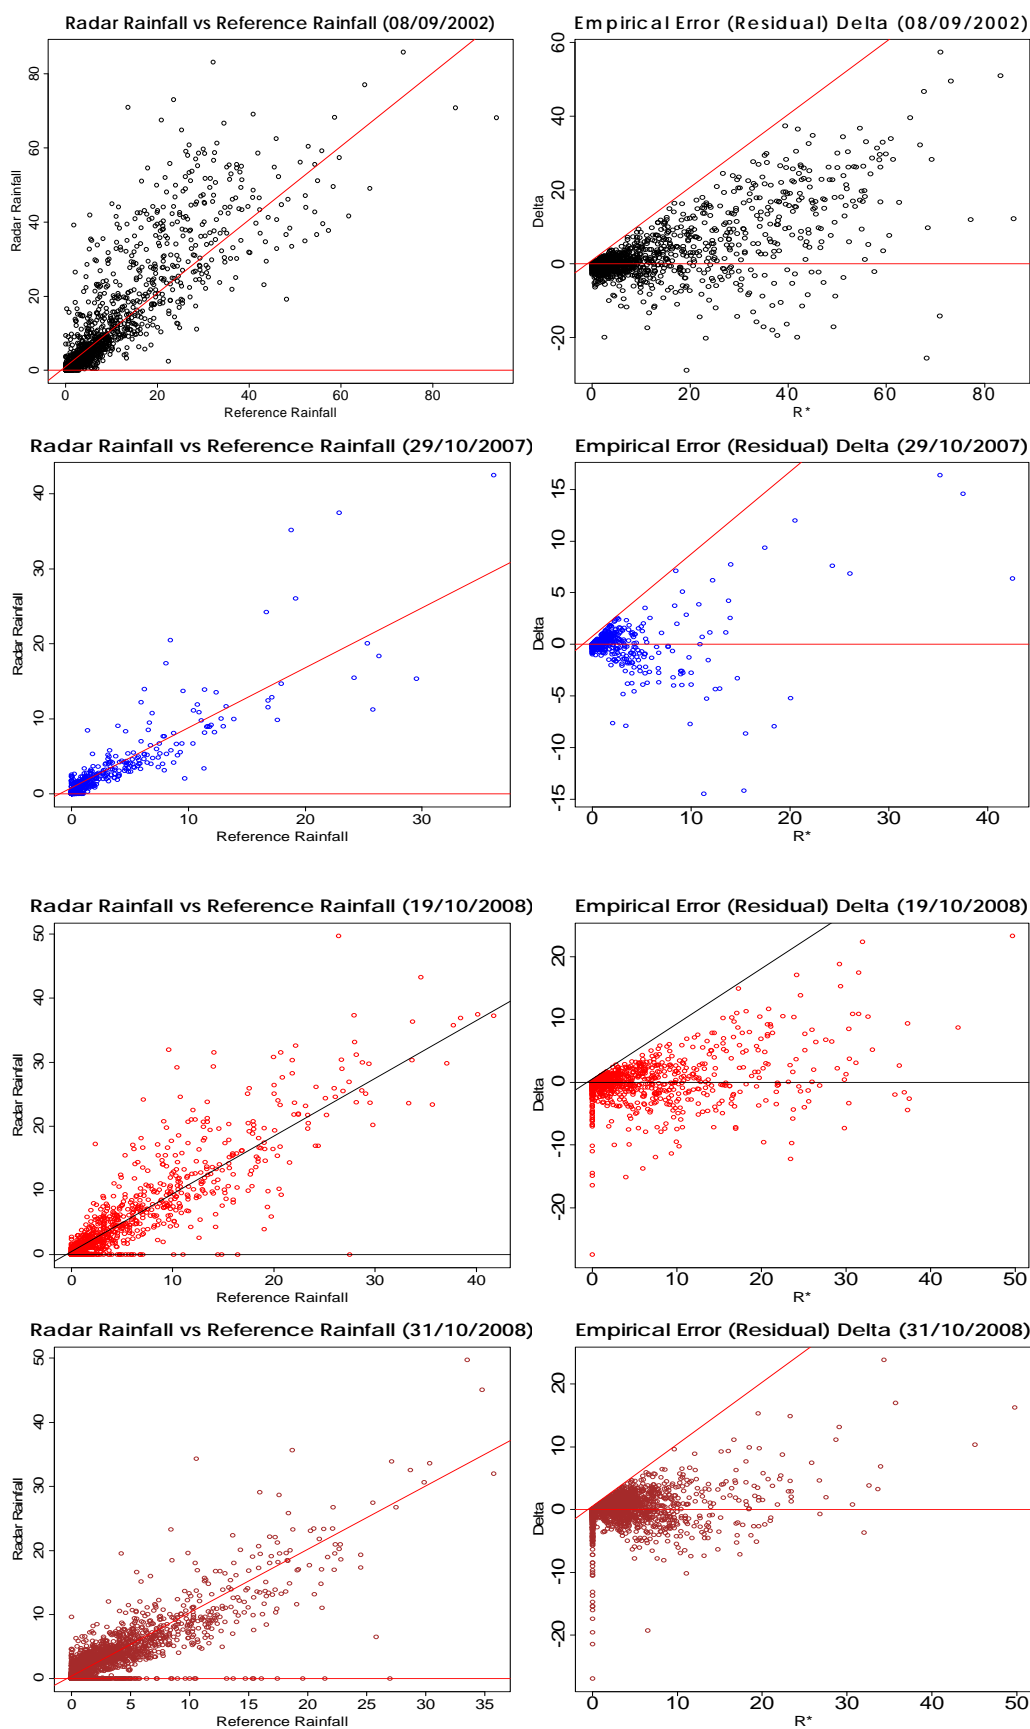 Radar Rainfall vs Reference Rainfall (08/09/2002)
Radar Rainfall
0 20 40 60 80
0 20 40 60 80
Reference Rainfall
Empirical Error (Residual) Delta (08/09/2002)
Delta
-20 0 20 40 60
0 20 40 60 80
R*
Radar Rainfall vs Reference Rainfall (29/10/2007)
Radar Rainfall
0 10 20 30 40
0 10 20 30
Reference Rainfall
Empirical Error (Residual) Delta (29/10/2007)
Delta
-15 -10 -5 0 5 10 15
0 10 20 30 40
R*
Radar Rainfall vs Reference Rainfall (19/10/2008)
Radar Rainfall
0 10 20 30 40 50
0 10 20 30 40
Reference Rainfall
Empirical Error (Residual) Delta (19/10/2008)
Delta
-20 -10 0 10 20
0 10 20 30 40 50
R*
Radar Rainfall vs Reference Rainfall (31/10/2008)
Radar Rainfall
0 10 20 30 40 50
0 5 10 15 20 25 30 35
Reference Rainfall
Empirical Error (Residual) Delta (31/10/2008)
Delta
-20 -10 0 10 20
0 10 20 30 40 50
R*